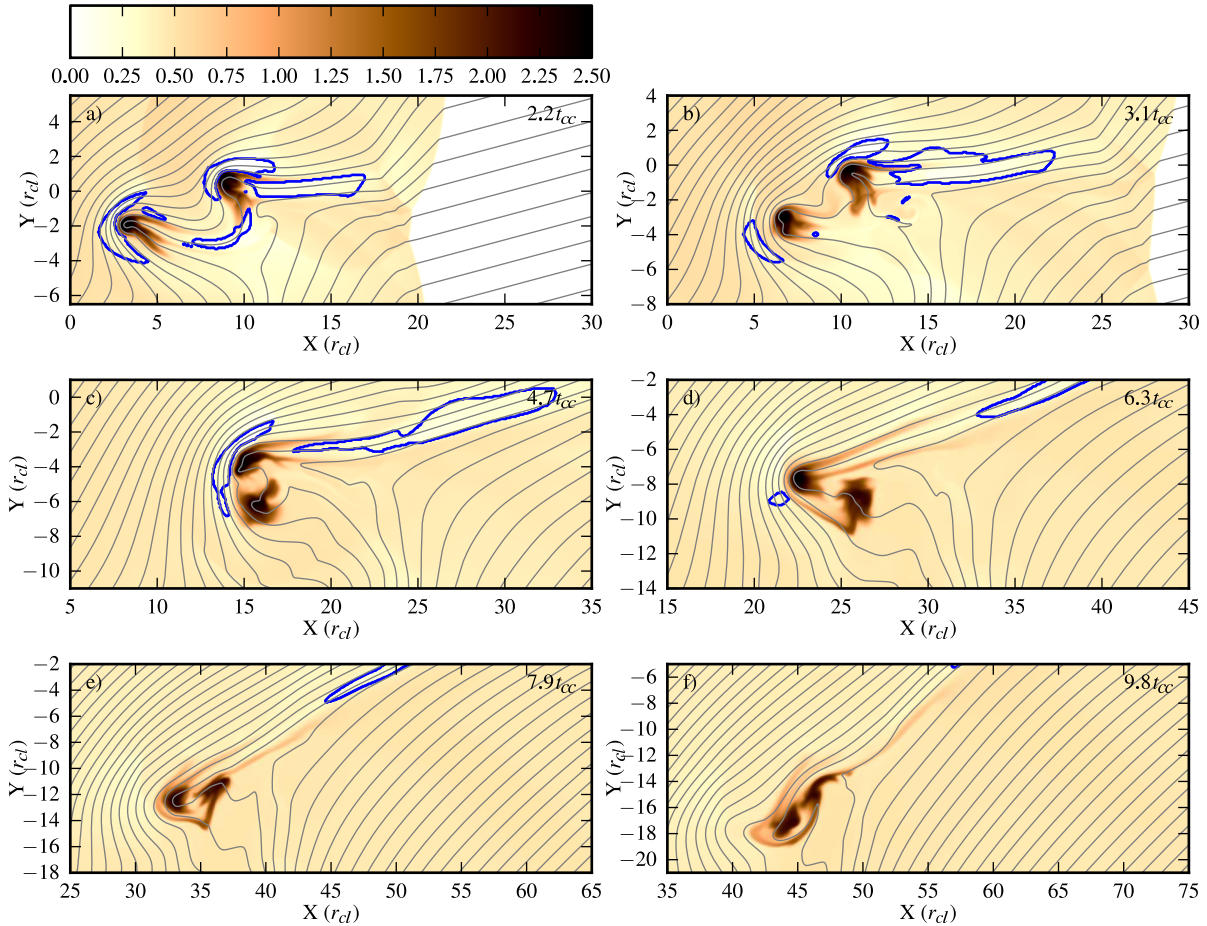 0.00 0.25 0.50 0.75 1.00 1.25 1.50 1.75 2.00 2.25 2.50
a) 2.2t_cc
4
2
0
−2
−4
−6
Y (r_cl)
0 5 10 15 20 25 30
X (r_cl)
b) 3.1t_cc
4
2
0
−2
−4
−6
−8
Y (r_cl)
0 5 10 15 20 25 30
X (r_cl)
c) 4.7t_cc
0
−2
−4
−6
−8
−10
Y (r_cl)
5 10 15 20 25 30 35
X (r_cl)
d) 6.3t_cc
−2
−4
−6
−8
−10
−12
−14
Y (r_cl)
15 20 25 30 35 40 45
X (r_cl)
e) 7.9t_cc
−2
−4
−6
−8
−10
−12
−14
−16
−18
Y (r_cl)
25 30 35 40 45 50 55 60 65
X (r_cl)
f) 9.8t_cc
−6
−8
−10
−12
−14
−16
−18
−20
Y (r_cl)
35 40 45 50 55 60 65 70 75
X (r_cl)